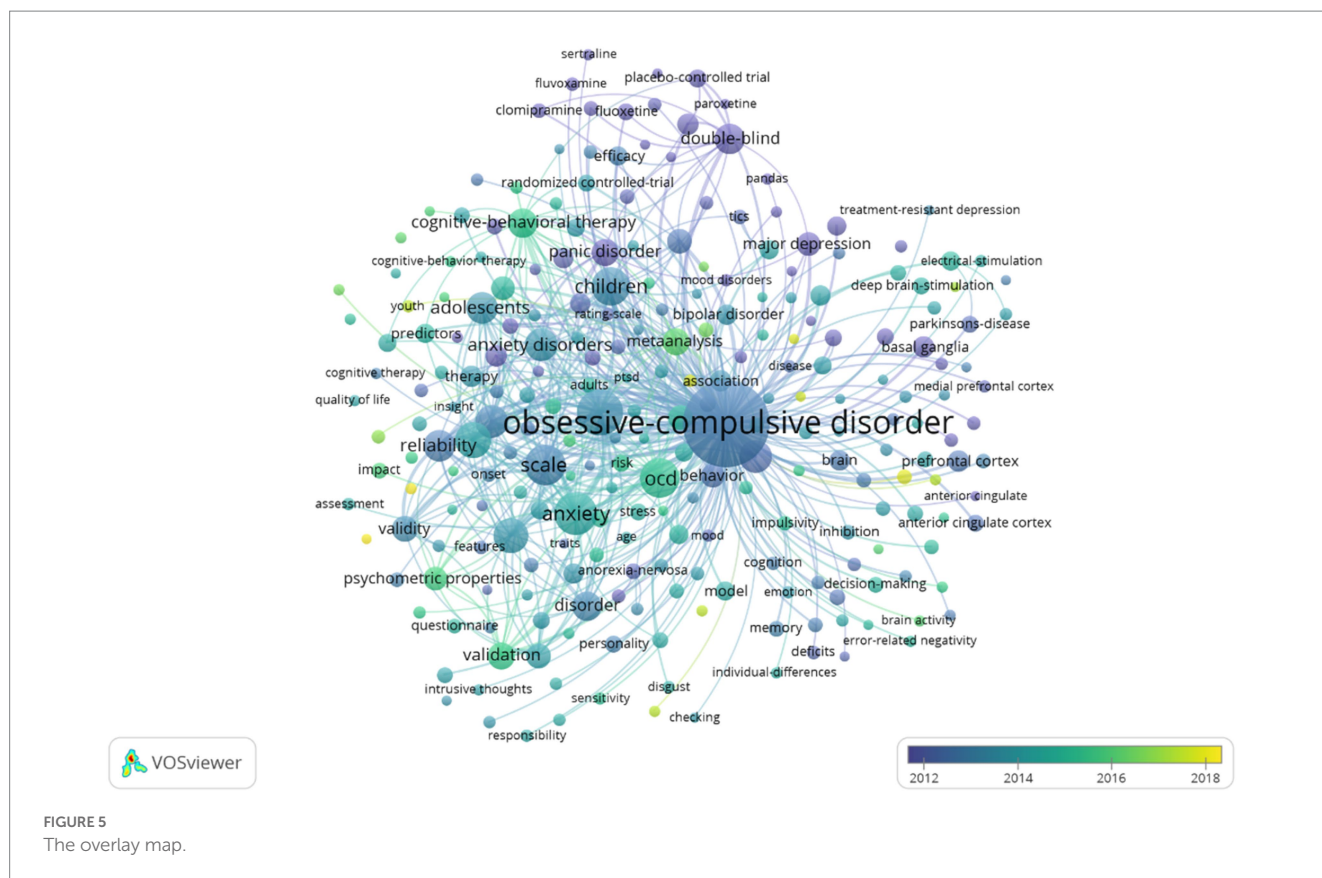 sertraline
placebo-controlled trial
fluvoxamine
paroxetine
clomipramine fluoxetine
double-blind
efficacy
pandas
randomized controlled-trial
treatment-resistant depression
tics
cognitive-behavioral therapy
major depression
panic disorder
cognitive-behavior therapy
electrical-stimulation
mood disorders
children
deep brain-stimulation
youth adolescents
rating-scale bipolar disorder
parkinsons-disease
predictors
anxiety disorders metaanalysis
basal ganglia
disease
cognitive therapy therapy
adults ptsd association
medial prefrontal cortex
quality of life
insight
obsessive-compulsive disorder
reliability
scale
risk
brain
prefrontal cortex
impact
onset
ocd behavior
anterior cingulate
assessment
anxiety
stress
impulsivity
anterior cingulate cortex
validity
inhibition
features
traits
age
mood
cognition
psychometric properties
anorexia-nervosa
decision-making
model
emotion
disorder
questionnaire
memory
brain activity
personality
error-related negativity
validation
deficits
individual-differences
intrusive thoughts
disgust
sensitivity
checking
responsibility
VOSviewer
2012 2014 2016 2018
FIGURE 5
The overlay map.